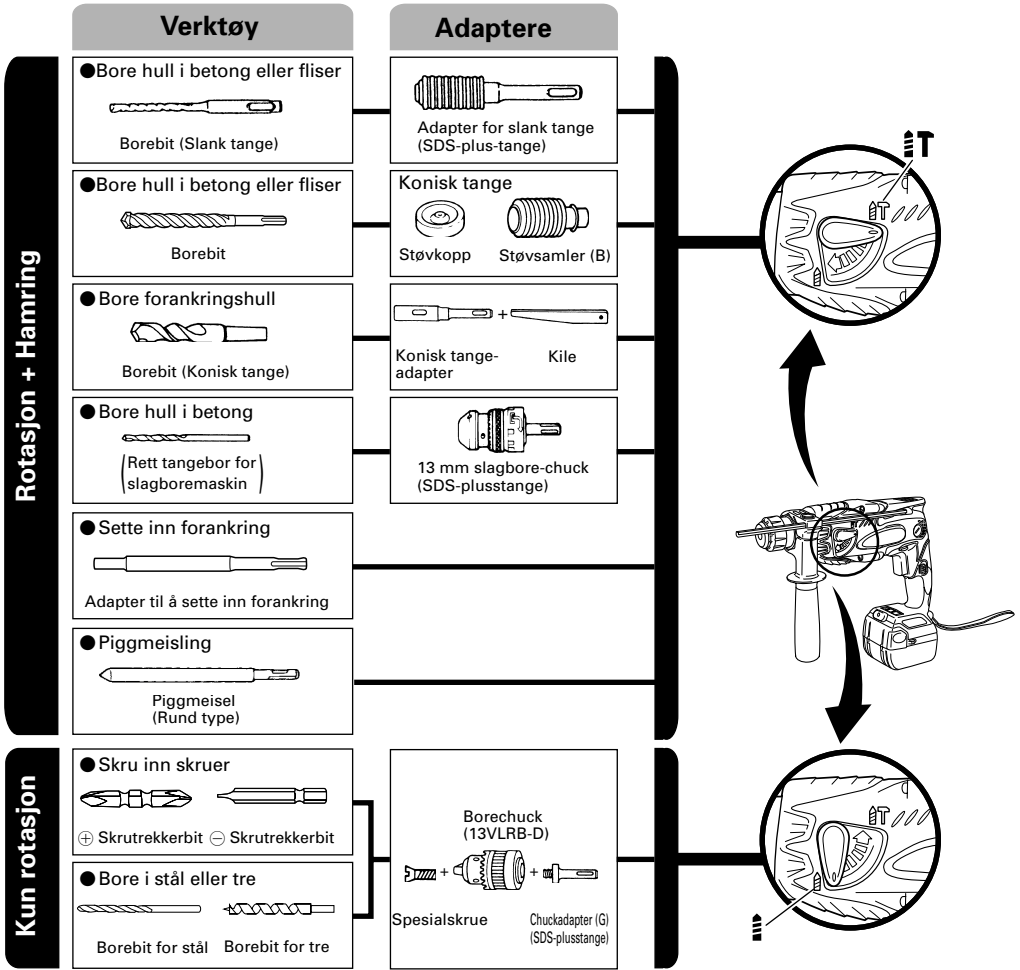 Verktøy
Adaptere
Rotasjon + Hamring
●Bore hull i betong eller fliser
Borebit (Slank tange)
Adapter for slank tange
(SDS-plus-tange)
●Bore hull i betong eller fliser
Borebit
Konisk tange
Støvkopp
Støvsamler (B)
●Bore forankringshull
Borebit (Konisk tange)
+
Konisk tange-
adapter
Kile
●Bore hull i betong
(Rett tangebor for
slagboremaskin)
13 mm slagbore-chuck
(SDS-plusstange)
●Sette inn forankring
Adapter til å sette inn forankring
●Piggmeisling
Piggmeisel
(Rund type)
Kun rotasjon
●Skru inn skruer
⊕ Skrutrekkerbit ⊖ Skrutrekkerbit
●Bore i stål eller tre
Borebit for stål
Borebit for tre
Borechuck
(13VLRB-D)
+ +
Spesialskrue
Chuckadapter (G)
(SDS-plusstange)